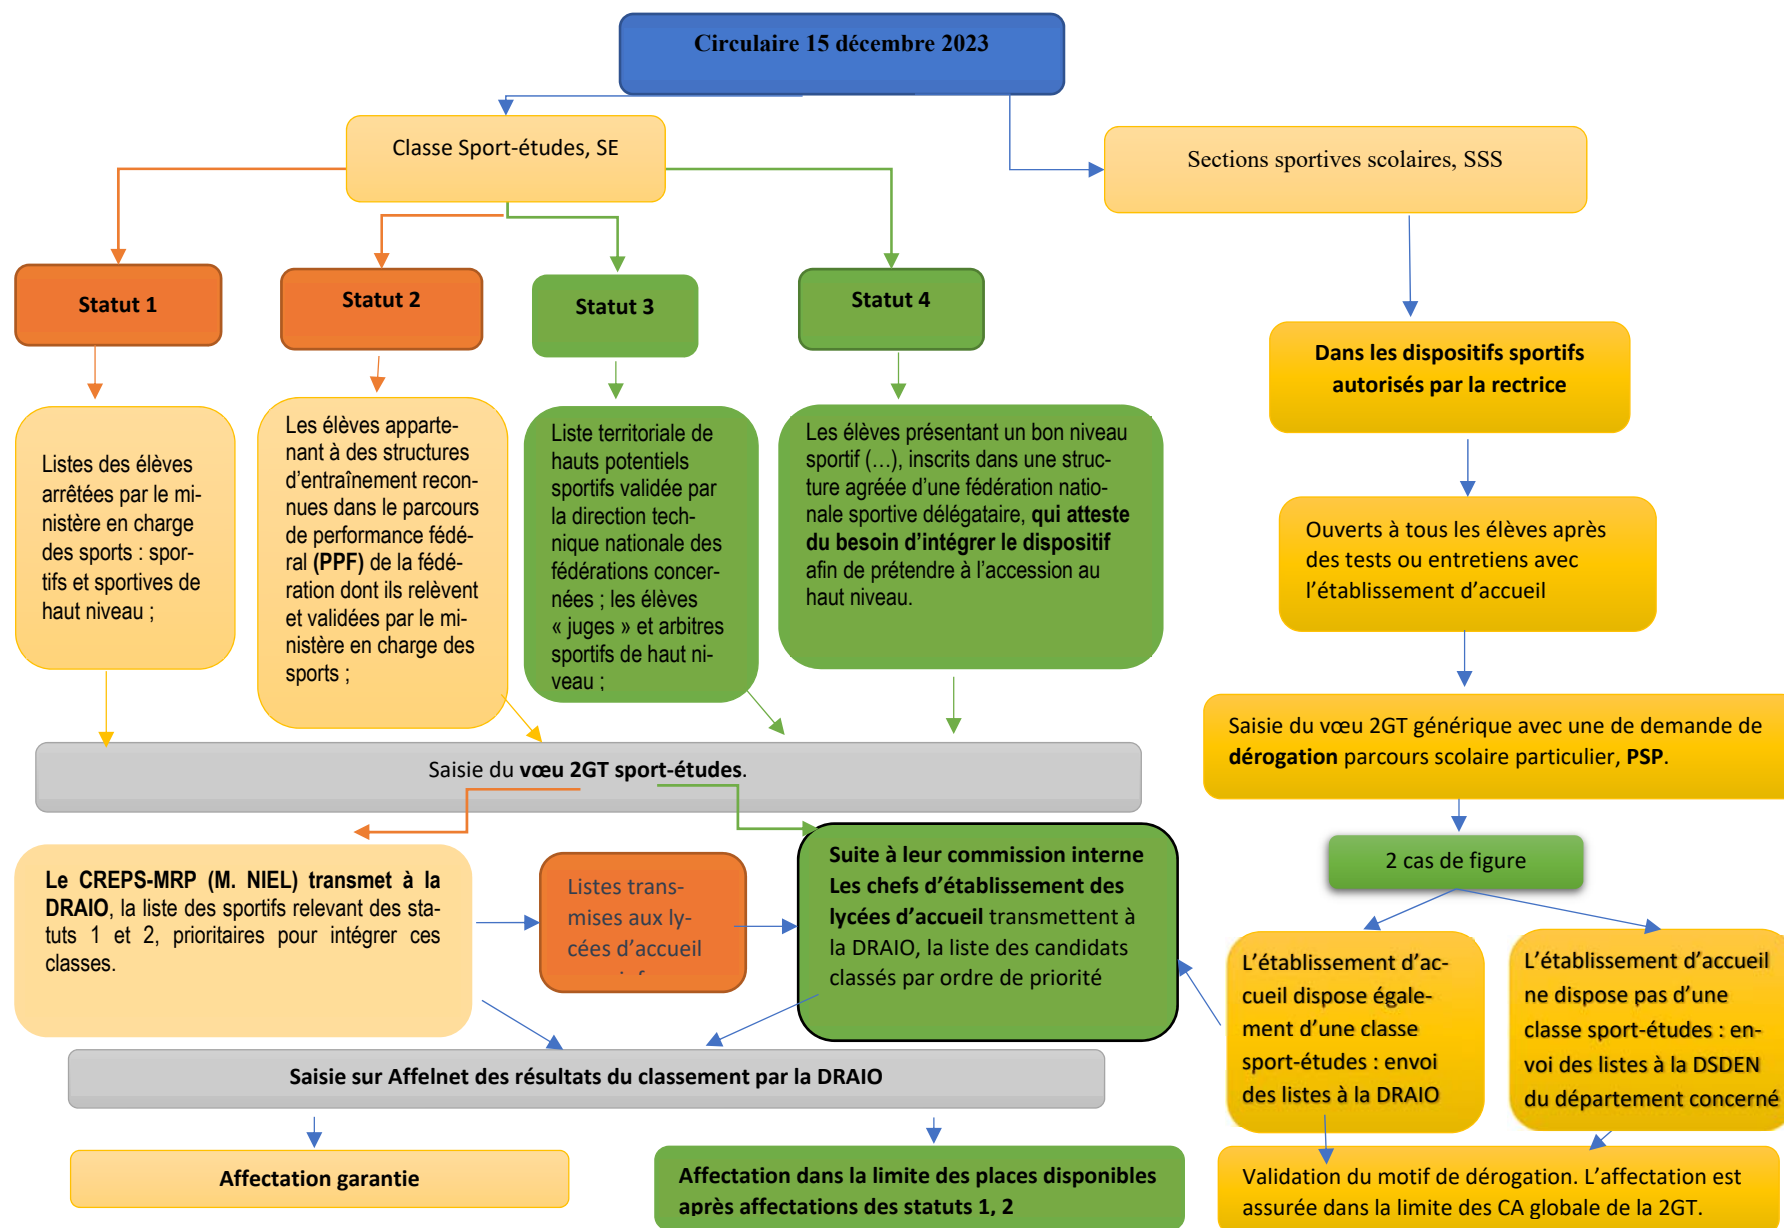 Circulaire 15 décembre 2023
Classe Sport-études, SE
Sections sportives scolaires, SSS
Statut 1
Statut 2
Statut 3
Statut 4
Dans les dispositifs sportifs
autorisés par la rectrice
Listes des élèves
arrêtées par le mi-
nistère en charge
des sports : spor-
tifs et sportives de
haut niveau ;
Les élèves apparte-
nant à des structures
d’entraînement recon-
nues dans le parcours
de performance fédé-
ral (PPF) de la fédé-
ration dont ils relèvent
et validées par le mi-
nistère en charge des
sports ;
Liste territoriale de
hauts potentiels
sportifs validée par
la direction tech-
nique nationale des
fédérations concer-
nées ; les élèves
« juges » et arbitres
sportifs de haut ni-
veau ;
Les élèves présentant un bon niveau
sportif (…), inscrits dans une struc-
ture agréée d’une fédération natio-
nale sportive délégataire, qui atteste
du besoin d’intégrer le dispositif
afin de prétendre à l’accession au
haut niveau.
Ouverts à tous les élèves après
des tests ou entretiens avec
l’établissement d’accueil
Saisie du vœu 2GT sport-études.
Saisie du vœu 2GT générique avec une de demande de
dérogation parcours scolaire particulier, PSP.
2 cas de figure
Le CREPS-MRP (M. NIEL) transmet à la
DRAIO, la liste des sportifs relevant des sta-
tuts 1 et 2, prioritaires pour intégrer ces
classes.
Listes trans-
mises aux ly-
cées d’accueil
Suite à leur commission interne
Les chefs d’établissement des
lycées d’accueil transmettent à
la DRAIO, la liste des candidats
classés par ordre de priorité
L’établissement d’ac-
cueil dispose égale-
ment d’une classe
sport-études : envoi
des listes à la DRAIO
L’établissement d’accueil
ne dispose pas d’une
classe sport-études : en-
voi des listes à la DSDEN
du département concerné
Saisie sur Affelnet des résultats du classement par la DRAIO
Affectation garantie
Affectation dans la limite des places disponibles
après affectations des statuts 1, 2
Validation du motif de dérogation. L’affectation est
assurée dans la limite des CA globale de la 2GT.